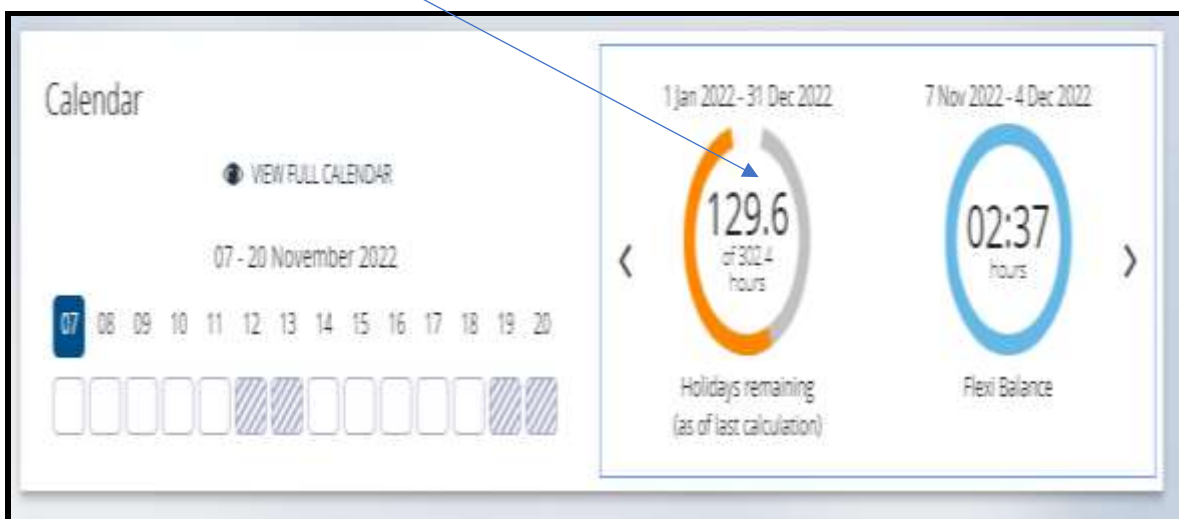 Calendar
VIEW FULL CALENDAR
07 - 20 November 2022
07 08 09 10 11 12 13 14 15 16 17 18 19 20
1 Jan 2022 - 31 Dec 2022
129.6
of 302.4
hours
Holidays remaining
(as of last calculation)
7 Nov 2022 - 4 Dec 2022
02:37
hours
Flexi Balance